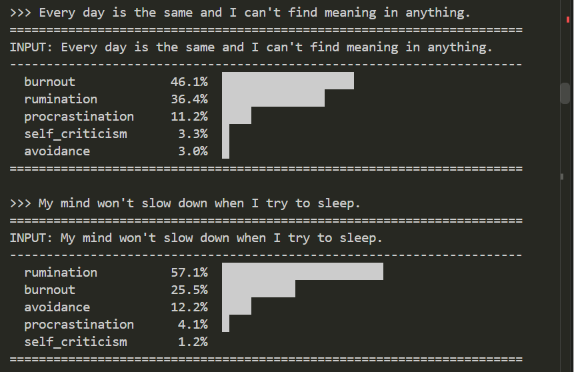 >>> Every day is the same and I can't find meaning in anything.
======================================================================
INPUT: Every day is the same and I can't find meaning in anything.
----------------------------------------------------------------------
burnout 46.1%
rumination 36.4%
procrastination 11.2%
self_criticism 3.3%
avoidance 3.0%
======================================================================
>>> My mind won't slow down when I try to sleep.
======================================================================
INPUT: My mind won't slow down when I try to sleep.
----------------------------------------------------------------------
rumination 57.1%
burnout 25.5%
avoidance 12.2%
procrastination 4.1%
self_criticism 1.2%
======================================================================